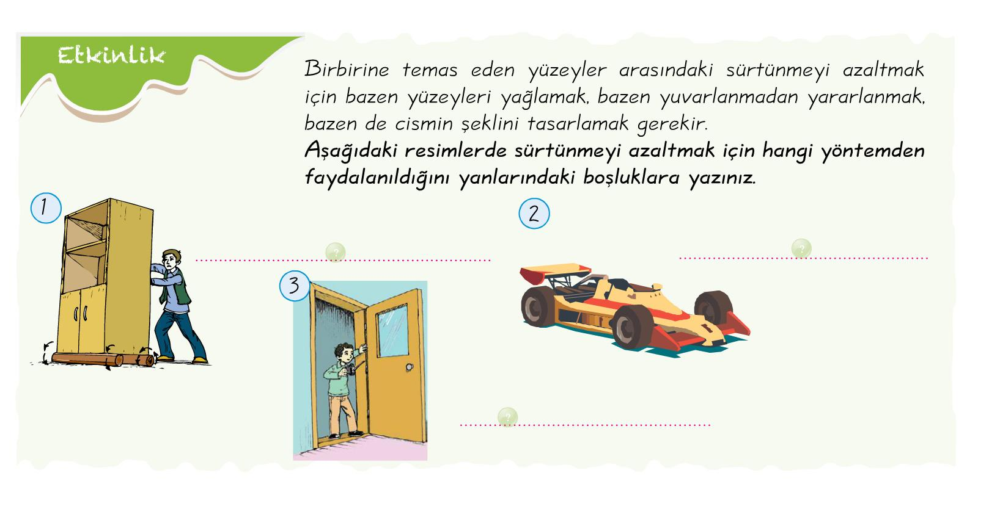 Etkinlik
Birbirine temas eden yüzeyler arasındaki sürtünmeyi azaltmak
için bazen yüzeyleri yağlamak, bazen yuvarlanmadan yararlanmak,
bazen de cismin şeklini tasarlamak gerekir.
Aşağıdaki resimlerde sürtünmeyi azaltmak için hangi yöntemden
faydalanıldığını yanlarındaki boşluklara yazınız.
1
2
?
?
3
?